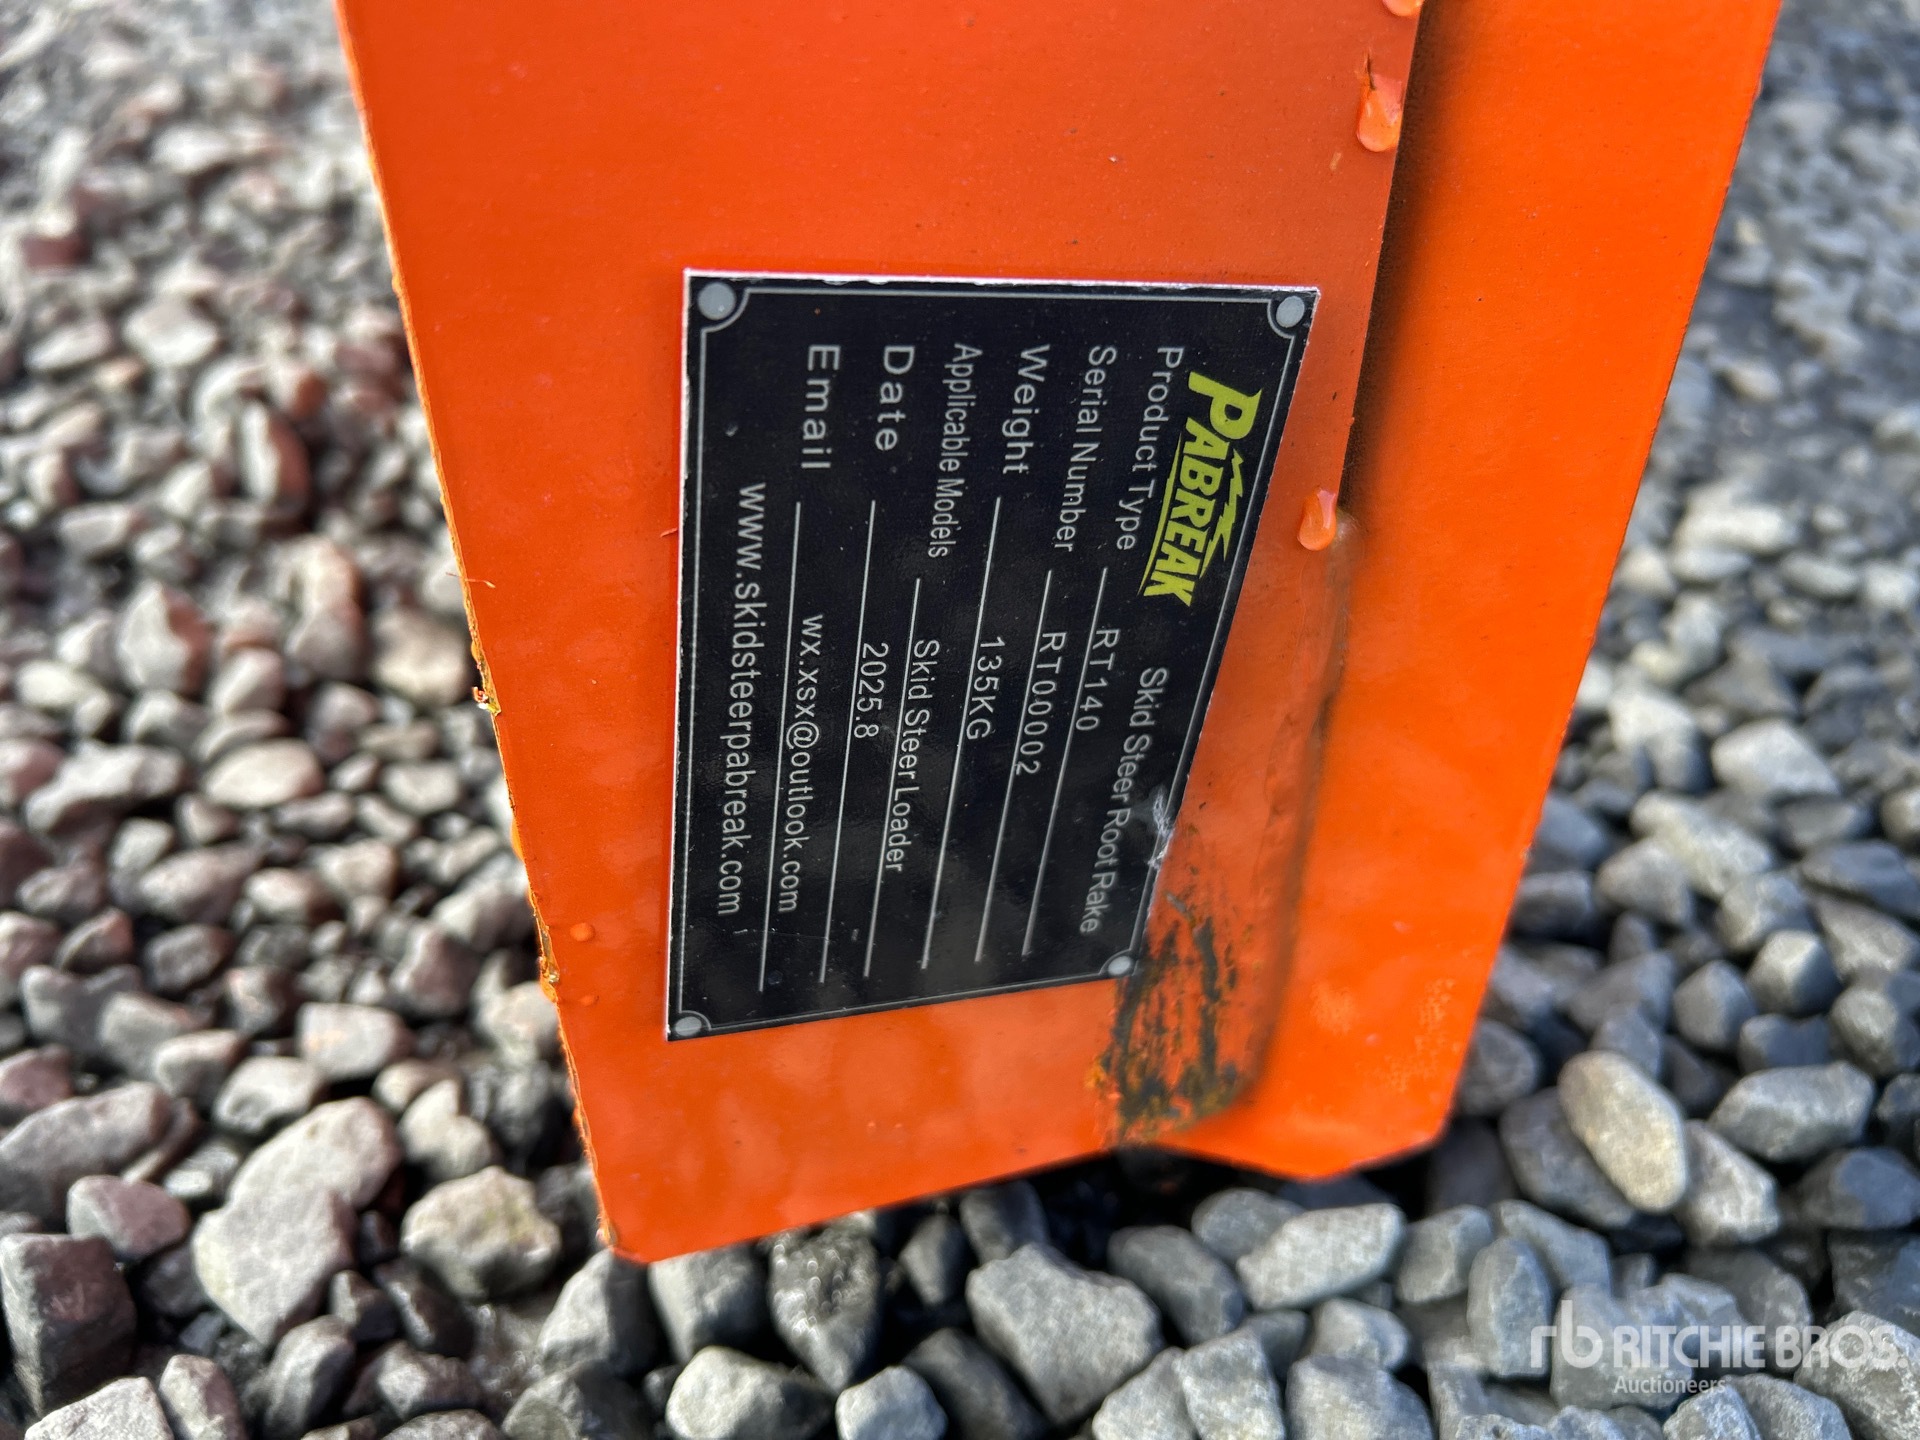 PABREAK
Skid Steer Root Rake
Product Type RT140
Serial Number RT00002
Weight 135KG
Applicable Models Skid Steer Loader
Date 2025.8
Email wx.xsx@outlook.com
www.skidsteerpabreak.com
rb RITCHIE BROS.
Auctioneers